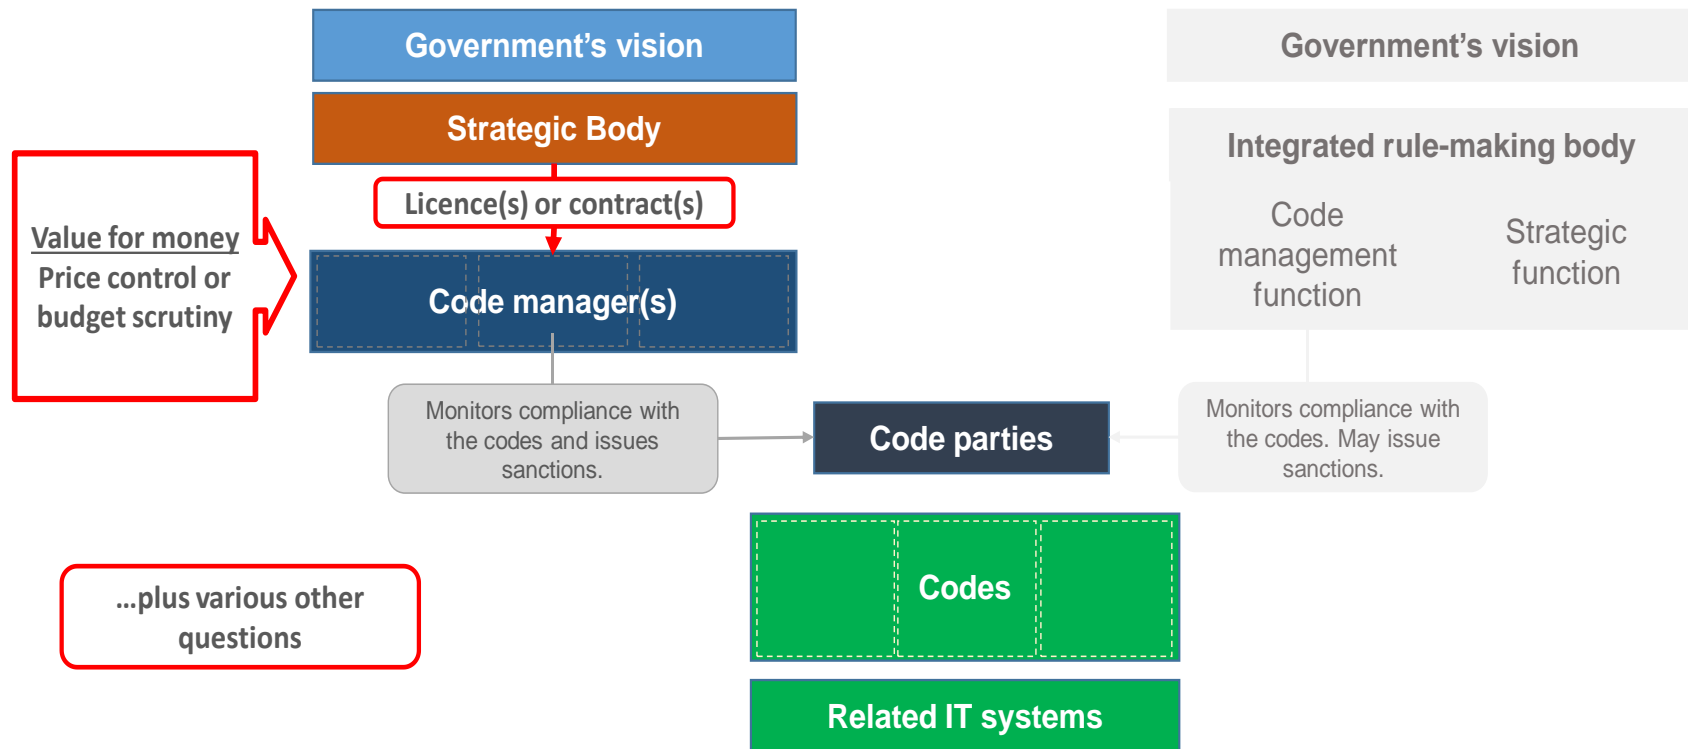 Government’s vision
Strategic Body
Licence(s) or contract(s)
Value for money
Price control or
budget scrutiny
Code manager(s)
Monitors compliance with
the codes and issues
sanctions.
Code parties
Government’s vision
Integrated rule-making body
Code
management
function
Strategic
function
Monitors compliance with
the codes. May issue
sanctions.
Codes
Related IT systems
...plus various other
questions